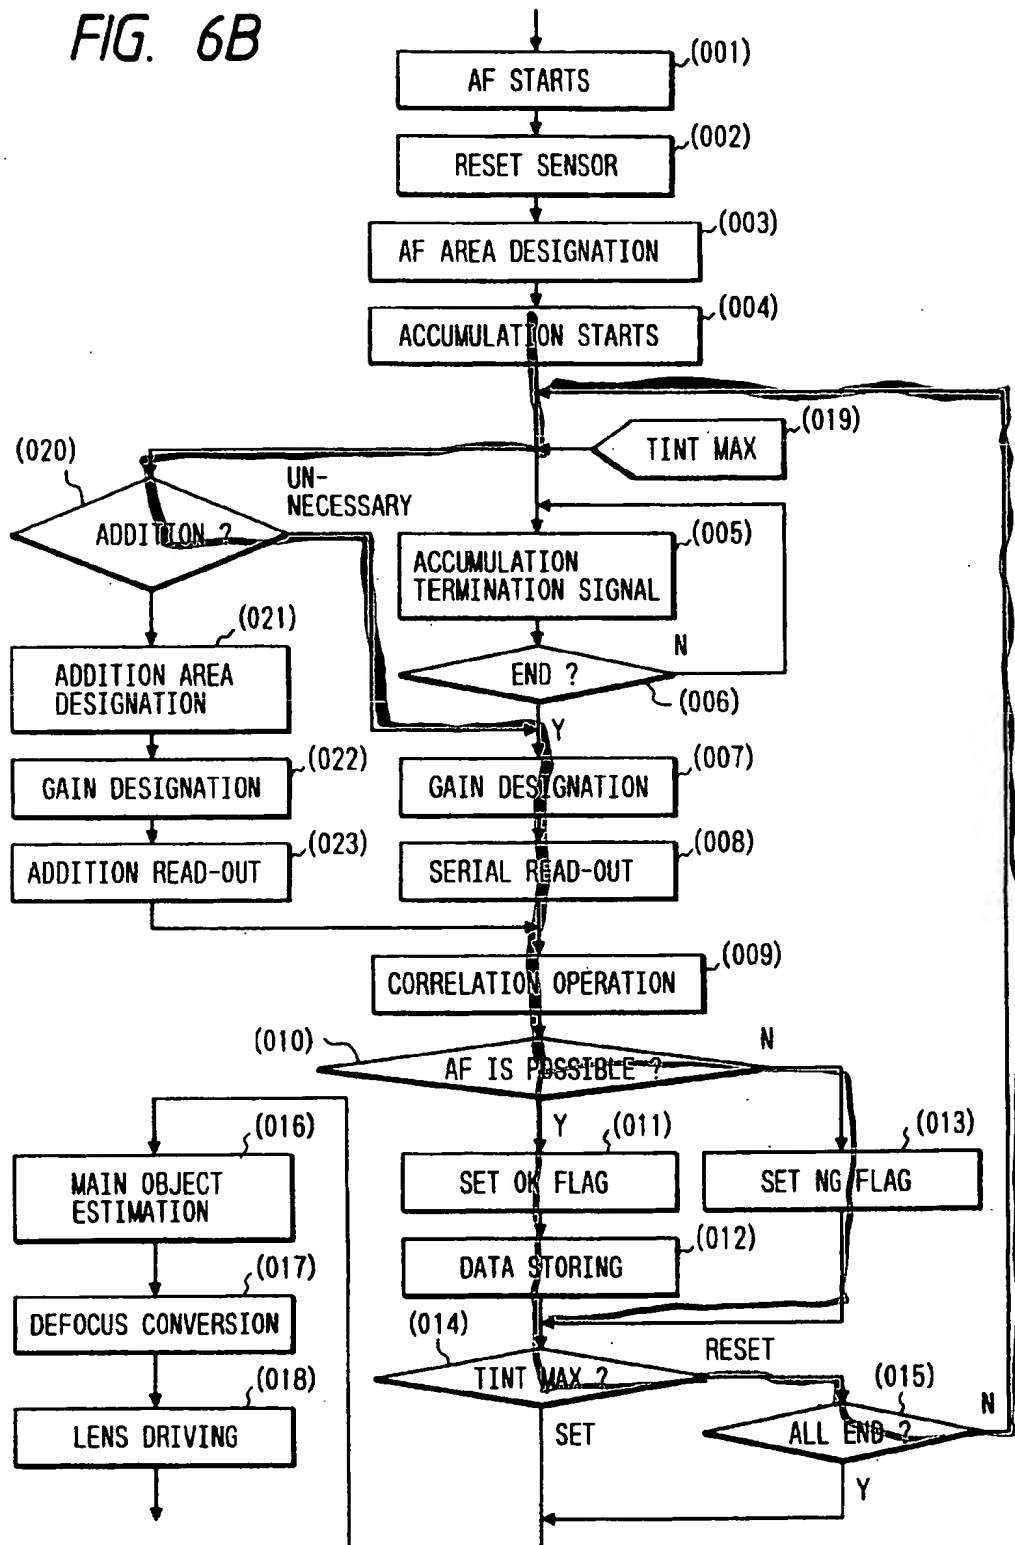 FIG. 6B
(001)
AF STARTS
(002)
RESET SENSOR
(003)
AF AREA DESIGNATION
(004)
ACCUMULATION STARTS
(019)
TINT MAX
(020)
UN-
NECESSARY
ADDITION ?
(005)
ACCUMULATION
TERMINATION SIGNAL
(021)
ADDITION AREA
DESIGNATION
N
END ?
(006)
Y
(022)
GAIN DESIGNATION
(007)
GAIN DESIGNATION
(023)
ADDITION READ-OUT
(008)
SERIAL READ-OUT
(009)
CORRELATION OPERATION
(010)
N
AF IS POSSIBLE ?
Y
(011)
SET OK FLAG
(013)
SET NG FLAG
(016)
MAIN OBJECT
ESTIMATION
(012)
DATA STORING
(017)
DEFOCUS CONVERSION
(014)
TINT MAX ?
RESET
(015)
N
ALL END ?
(018)
LENS DRIVING
SET
Y